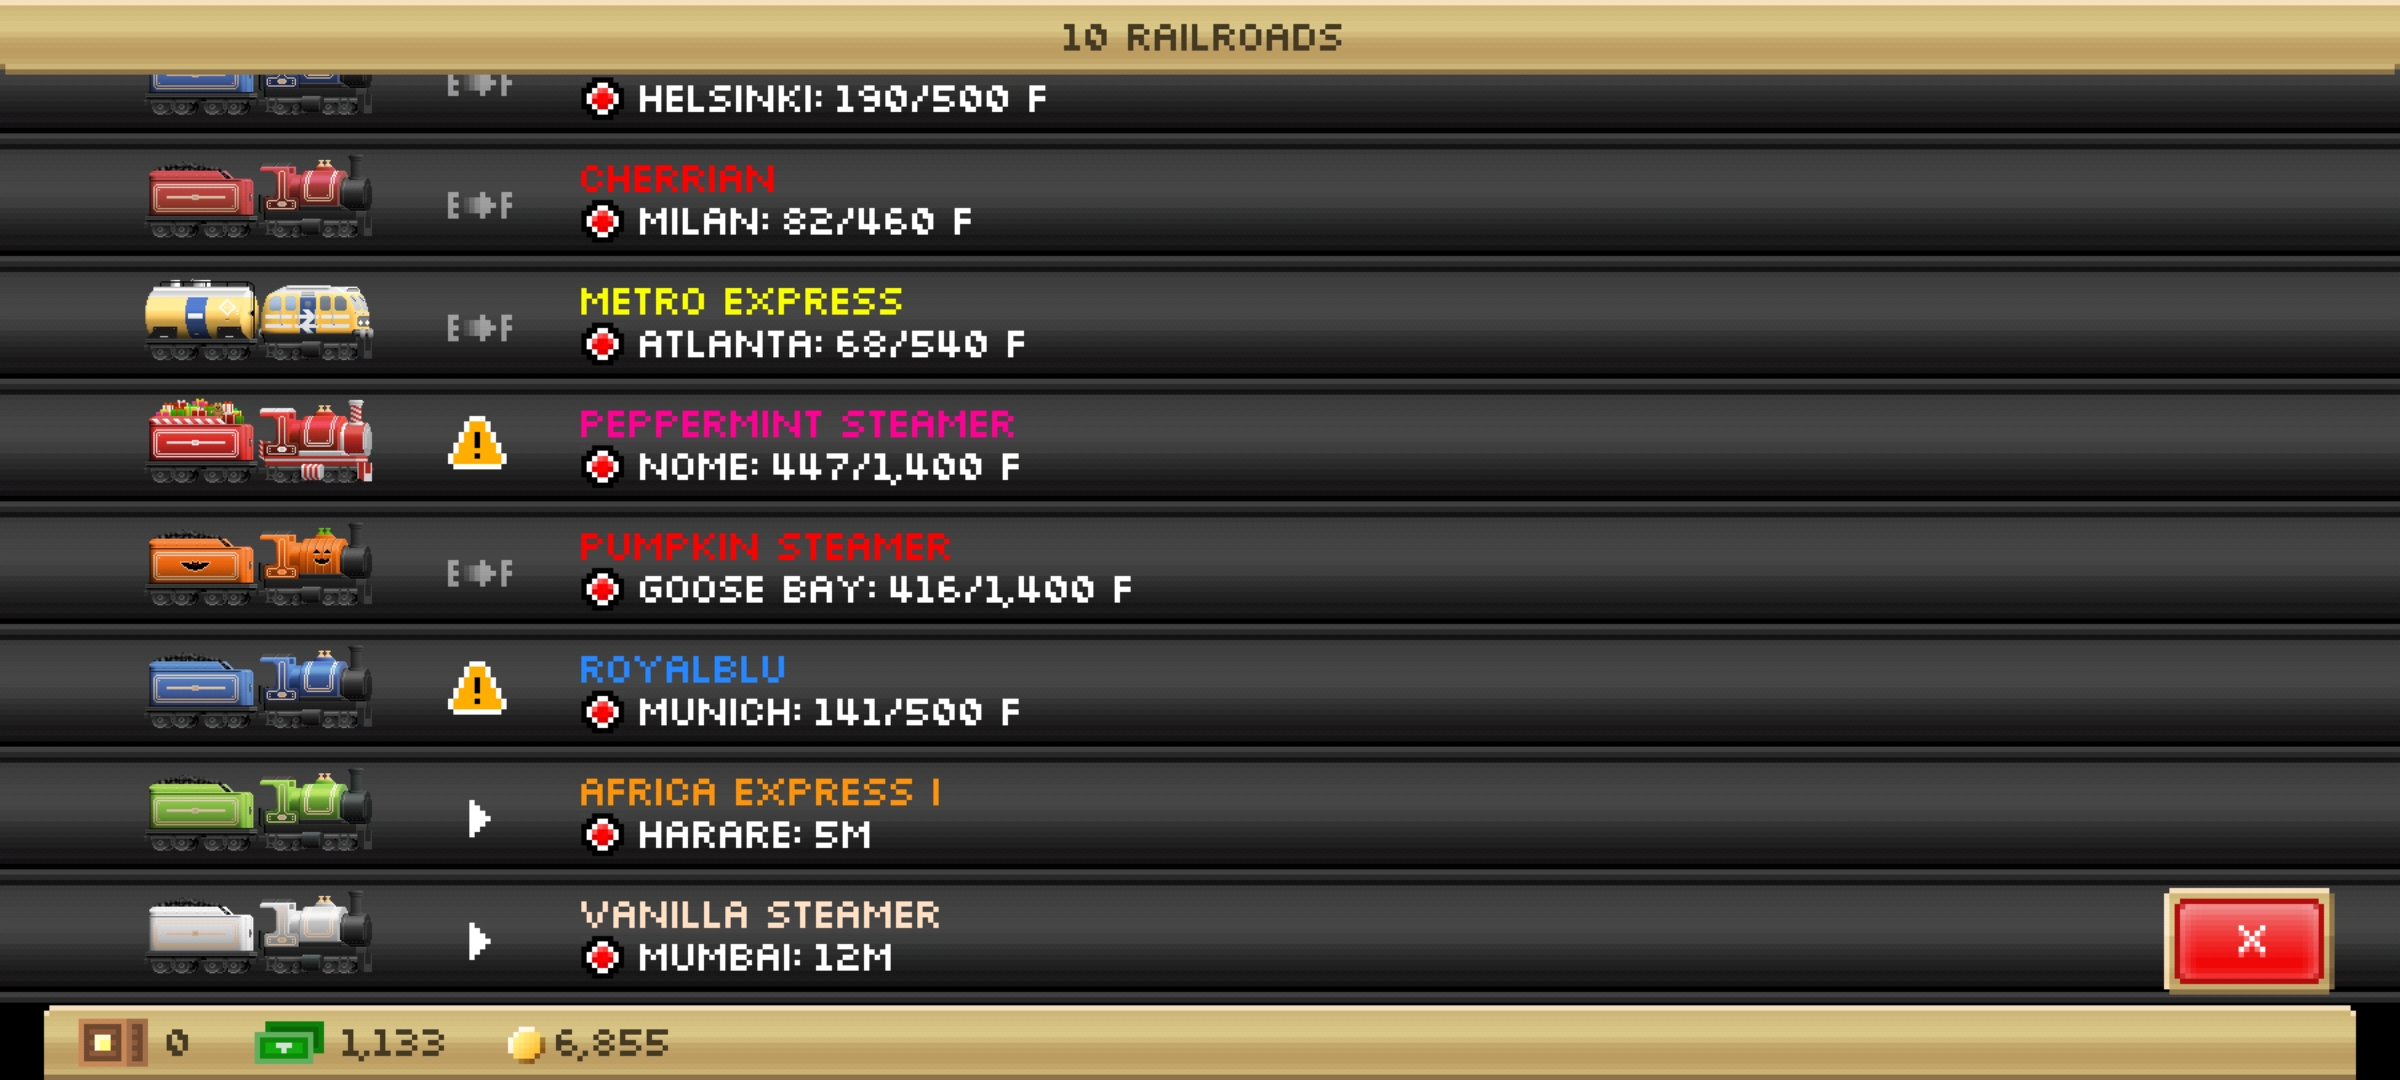 10 RAILROADS
E F
HELSINKI: 190/500 F
CHERRIAN
E F
MILAN: 82/460 F
METRO EXPRESS
E F
ATLANTA: 68/540 F
PEPPERMINT STEAMER
!
NOME: 447/1,400 F
PUMPKIN STEAMER
E F
GOOSE BAY: 416/1,400 F
ROYALBLU
!
MUNICH: 141/500 F
AFRICA EXPRESS I
HARARE: 5M
VANILLA STEAMER
MUMBAI: 12M
X
0 1,133 6,855